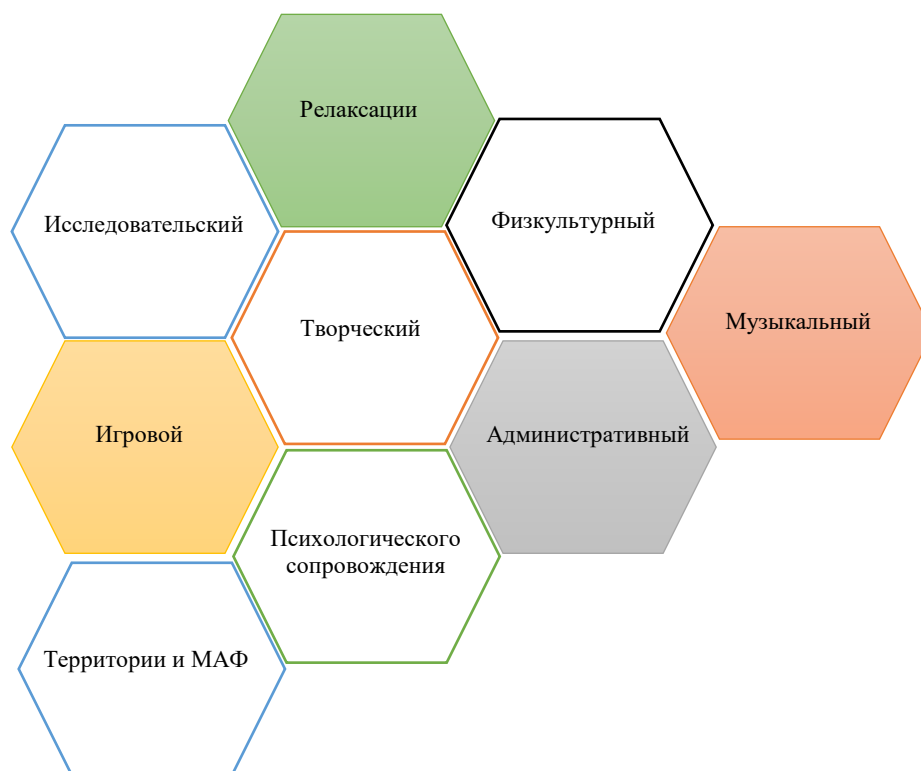 Релаксации
Исследовательский
Физкультурный
Музыкальный
Творческий
Игровой
Административный
Психологического
сопровождения
Территории и МАФ